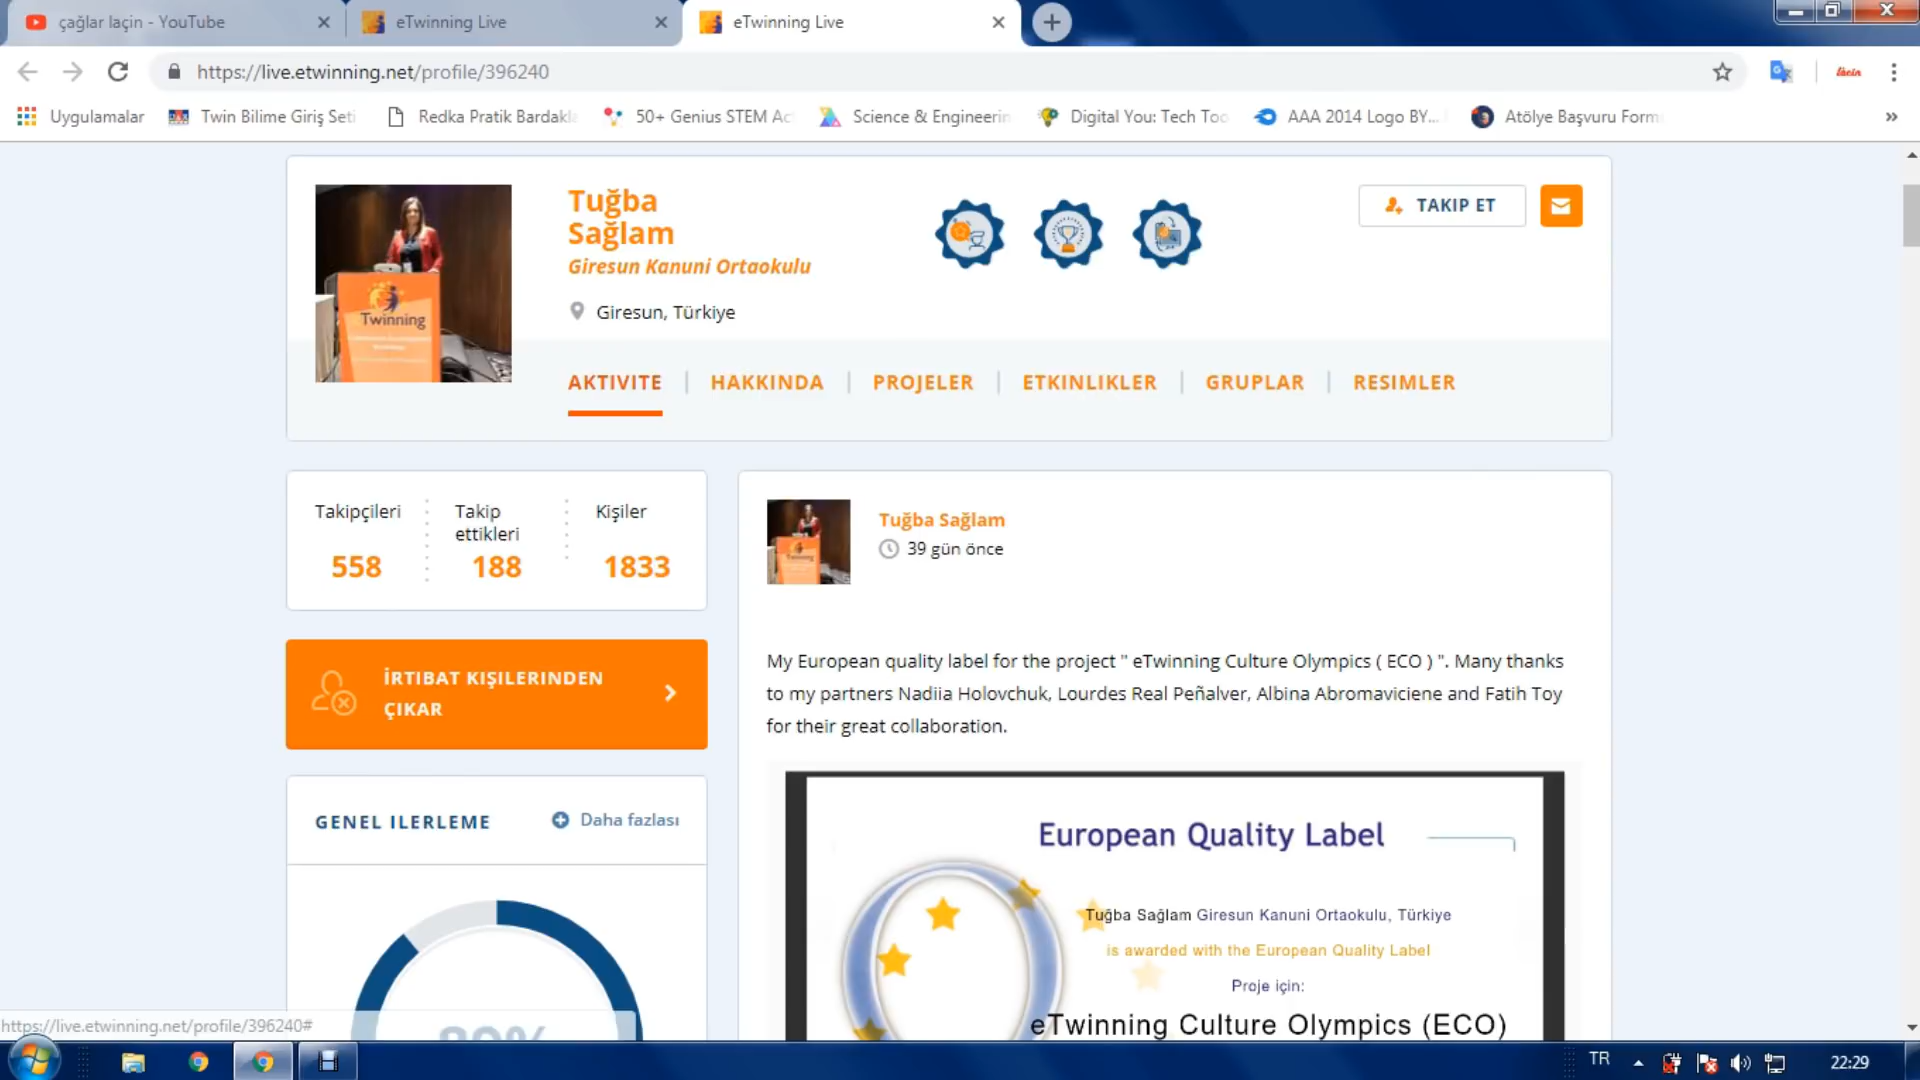 çağlar laçin - YouTube
eTwinning Live
eTwinning Live
https://live.etwinning.net/profile/396240
laçin
Uygulamalar
Twin Bilime Giriş Seti
Redka Pratik Bardakla
50+ Genius STEM Ac
Science & Engineerin
Digital You: Tech Too
AAA 2014 Logo BY...
Atölye Başvuru Form
Tuğba
Sağlam
Giresun Kanuni Ortaokulu
Giresun, Türkiye
TAKIP ET
Twinning
AKTIVITE
HAKKINDA
PROJELER
ETKINLIKLER
GRUPLAR
RESIMLER
Takipçileri
558
Takip
ettikleri
188
Kişiler
1833
İRTIBAT KIŞILERINDEN
ÇIKAR
GENEL ILERLEME
Daha fazlası
Tuğba Sağlam
39 gün önce
My European quality label for the project " eTwinning Culture Olympics ( ECO ) ". Many thanks
to my partners Nadiia Holovchuk, Lourdes Real Peñalver, Albina Abromaviciene and Fatih Toy
for their great collaboration.
European Quality Label
Tuğba Sağlam Giresun Kanuni Ortaokulu, Türkiye
is awarded with the European Quality Label
Proje için:
eTwinning Culture Olympics (ECO)
https://live.etwinning.net/profile/396240#
TR
22:29